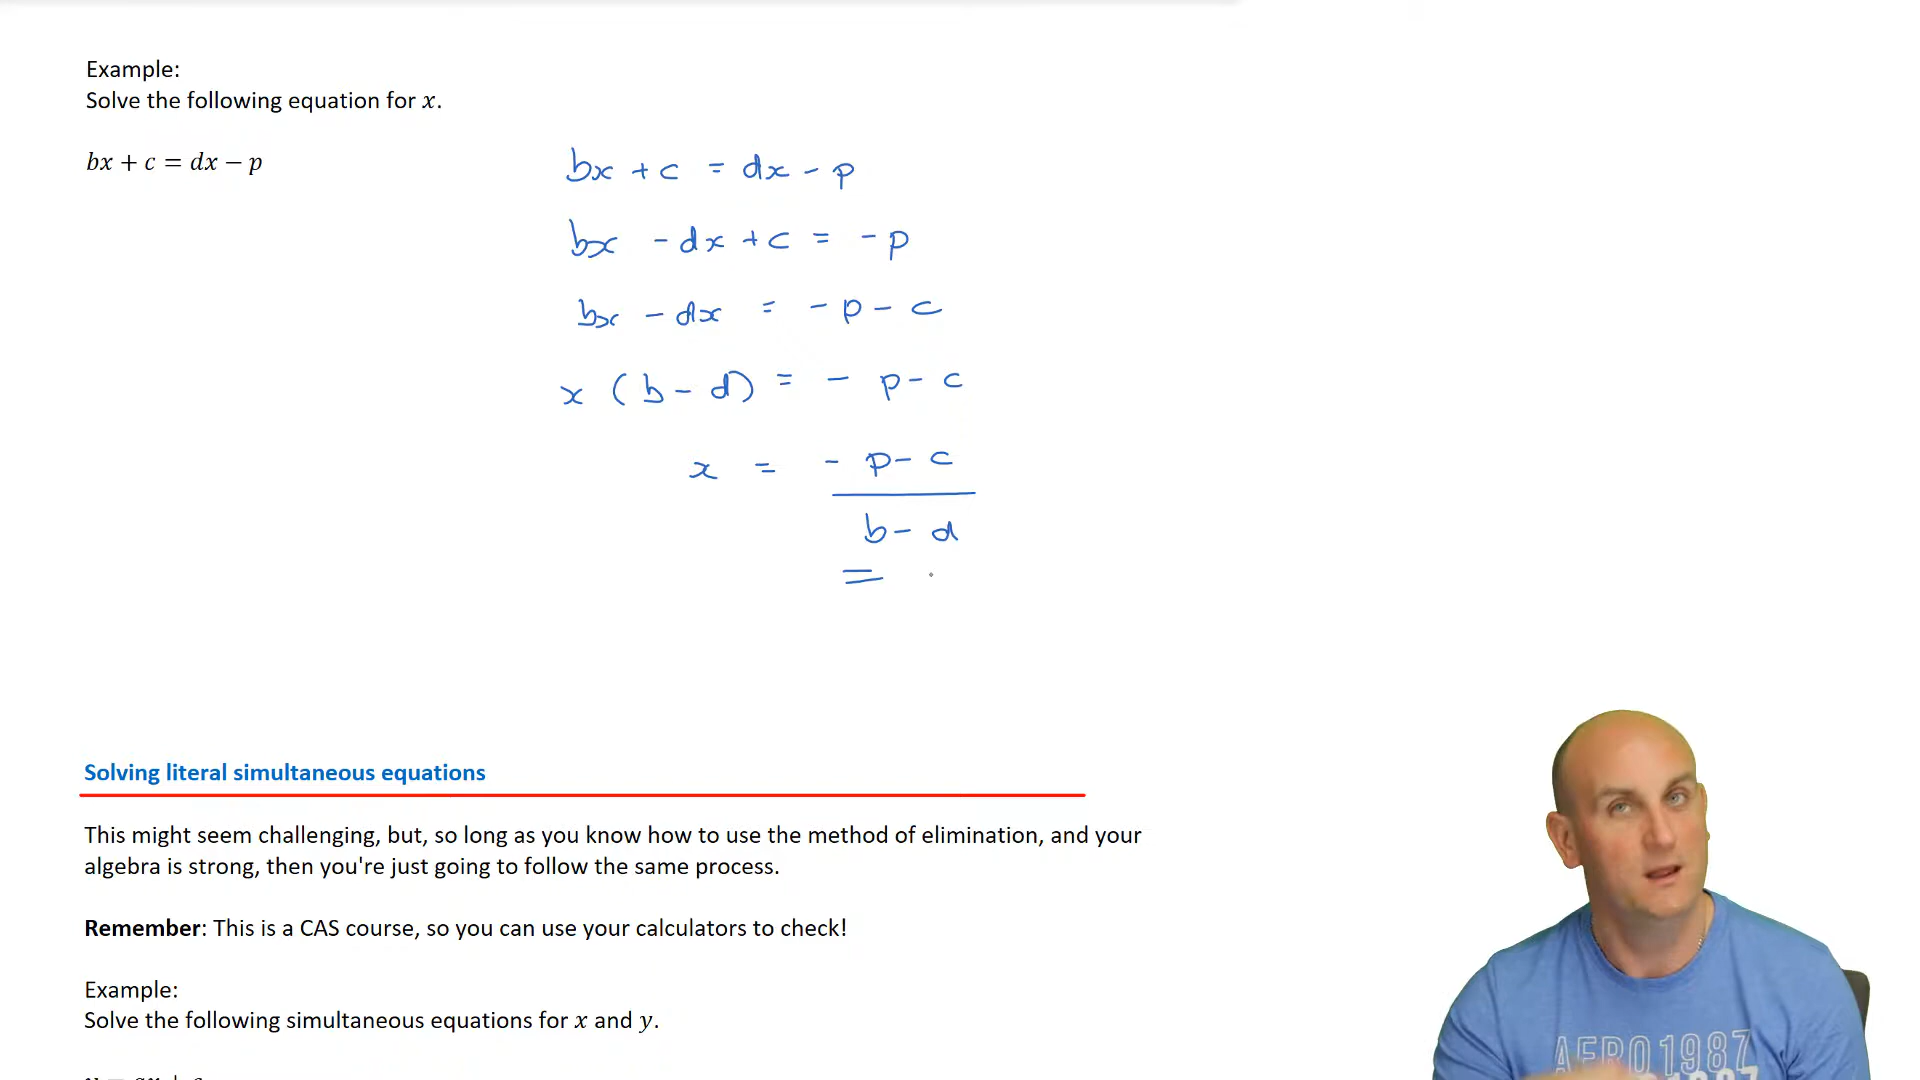 Example:
Solve the following equation for x.
bx + c = dx − p
bx + c = dx - p
bx - dx + c = - p
bx - dx = - p - c
x (b - d) = - p - c
x = - p - c
b - d
=
Solving literal simultaneous equations
This might seem challenging, but, so long as you know how to use the method of elimination, and your
algebra is strong, then you're just going to follow the same process.
Remember: This is a CAS course, so you can use your calculators to check!
Example:
Solve the following simultaneous equations for x and y.
AERO1987